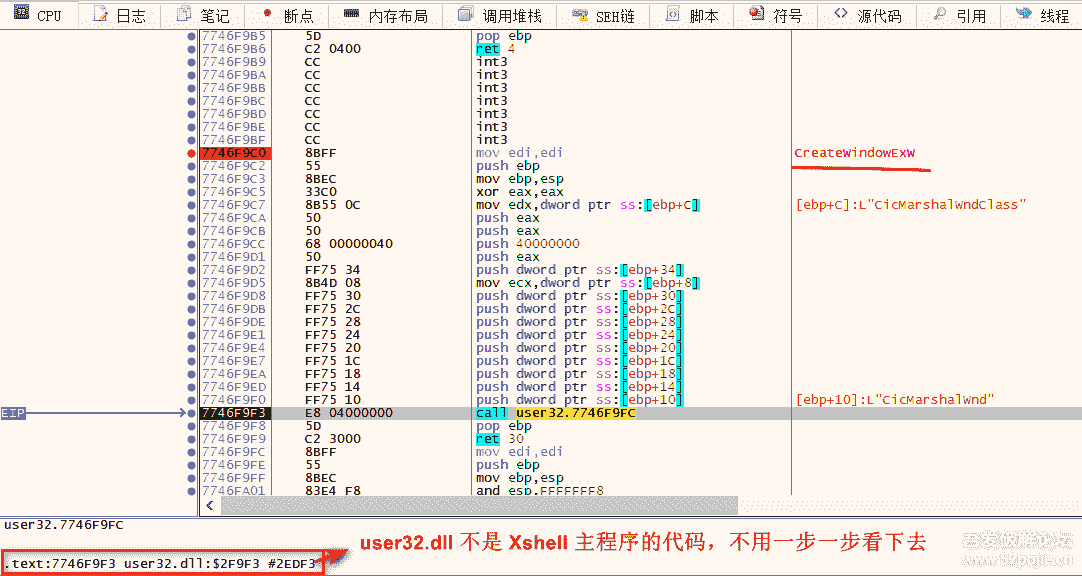 CPU 日志 笔记 断点 内存布局 调用堆栈 SEH链 脚本 符号 源代码 引用 线程
7746F9B5 5D pop ebp
7746F9B6 C2 0400 ret 4
7746F9B9 CC int3
7746F9BA CC int3
7746F9BB CC int3
7746F9BC CC int3
7746F9BD CC int3
7746F9BE CC int3
7746F9BF CC int3
7746F9C0 8BFF mov edi,edi CreateWindowExW
7746F9C2 55 push ebp
7746F9C3 8BEC mov ebp,esp
7746F9C5 33C0 xor eax,eax
7746F9C7 8B55 0C mov edx,dword ptr ss:[ebp+C] [ebp+C]:L"CicMarshalWndClass"
7746F9CA 50 push eax
7746F9CB 50 push eax
7746F9CC 68 00000040 push 40000000
7746F9D1 50 push eax
7746F9D2 FF75 34 push dword ptr ss:[ebp+34]
7746F9D5 8B4D 08 mov ecx,dword ptr ss:[ebp+8]
7746F9D8 FF75 30 push dword ptr ss:[ebp+30]
7746F9DB FF75 2C push dword ptr ss:[ebp+2C]
7746F9DE FF75 28 push dword ptr ss:[ebp+28]
7746F9E1 FF75 24 push dword ptr ss:[ebp+24]
7746F9E4 FF75 20 push dword ptr ss:[ebp+20]
7746F9E7 FF75 1C push dword ptr ss:[ebp+1C]
7746F9EA FF75 18 push dword ptr ss:[ebp+18]
7746F9ED FF75 14 push dword ptr ss:[ebp+14]
7746F9F0 FF75 10 push dword ptr ss:[ebp+10] [ebp+10]:L"CicMarshalWnd"
EIP 7746F9F3 E8 04000000 call user32.7746F9FC
7746F9F8 5D pop ebp
7746F9F9 C2 3000 ret 30
7746F9FC 8BFF mov edi,edi
7746F9FE 55 push ebp
7746F9FF 8BEC mov ebp,esp
7746FA01 83E4 F8 and esp,FFFFFFF8
user32.7746F9FC
user32.dll 不是 Xshell 主程序的代码，不用一步一步看下去
.text:7746F9F3 user32.dll:$2F9F3 #2EDF3
吾爱破解论坛
www.52pojie.cn